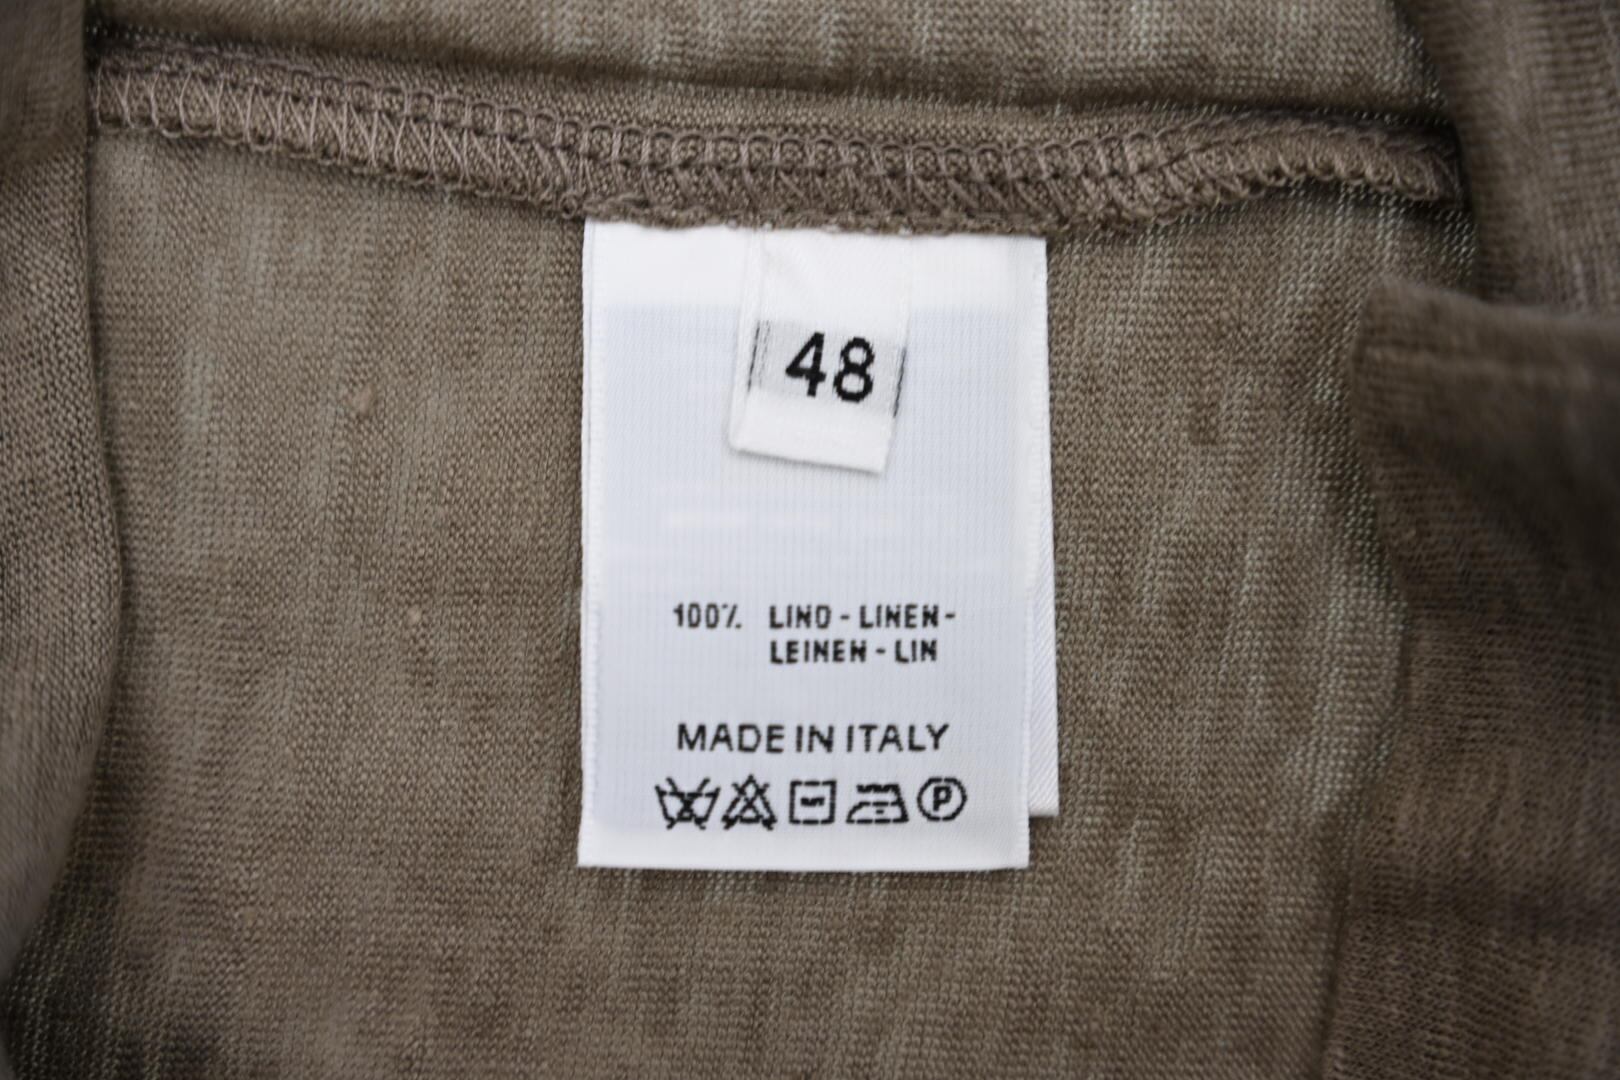 48
100% LINO - LINEN -
LEINEN - LIN
MADE IN ITALY
P